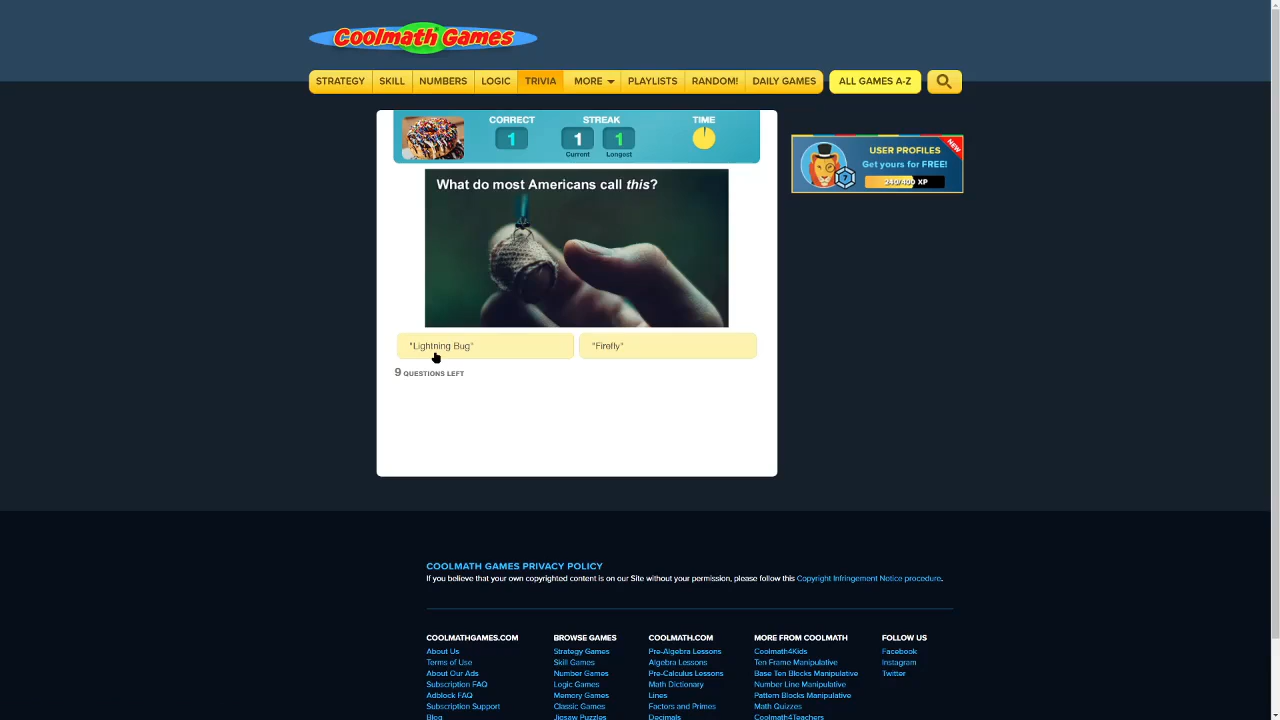 Coolmath Games
STRATEGY SKILL NUMBERS LOGIC TRIVIA MORE PLAYLISTS RANDOM! DAILY GAMES ALL GAMES A-Z
CORRECT STREAK TIME
1 1 1
Current Longest
NEW
USER PROFILES
Get yours for FREE!
7 240/400 XP
What do most Americans call this?
"Lightning Bug" "Firefly"
9 QUESTIONS LEFT
COOLMATH GAMES PRIVACY POLICY
If you believe that your own copyrighted content is on our Site without your permission, please follow this Copyright Infringement Notice procedure.
COOLMATHGAMES.COM BROWSE GAMES COOLMATH.COM MORE FROM COOLMATH FOLLOW US
About Us Strategy Games Pre-Algebra Lessons Coolmath4Kids Facebook
Terms of Use Skill Games Algebra Lessons Ten Frame Manipulative Instagram
About Our Ads Number Games Pre-Calculus Lessons Base Ten Blocks Manipulative Twitter
Subscription FAQ Logic Games Math Dictionary Number Line Manipulative
Adblock FAQ Memory Games Lines Pattern Blocks Manipulative
Subscription Support Classic Games Factors and Primes Math Quizzes
Blog Jigsaw Puzzles Decimals Coolmath4Teachers